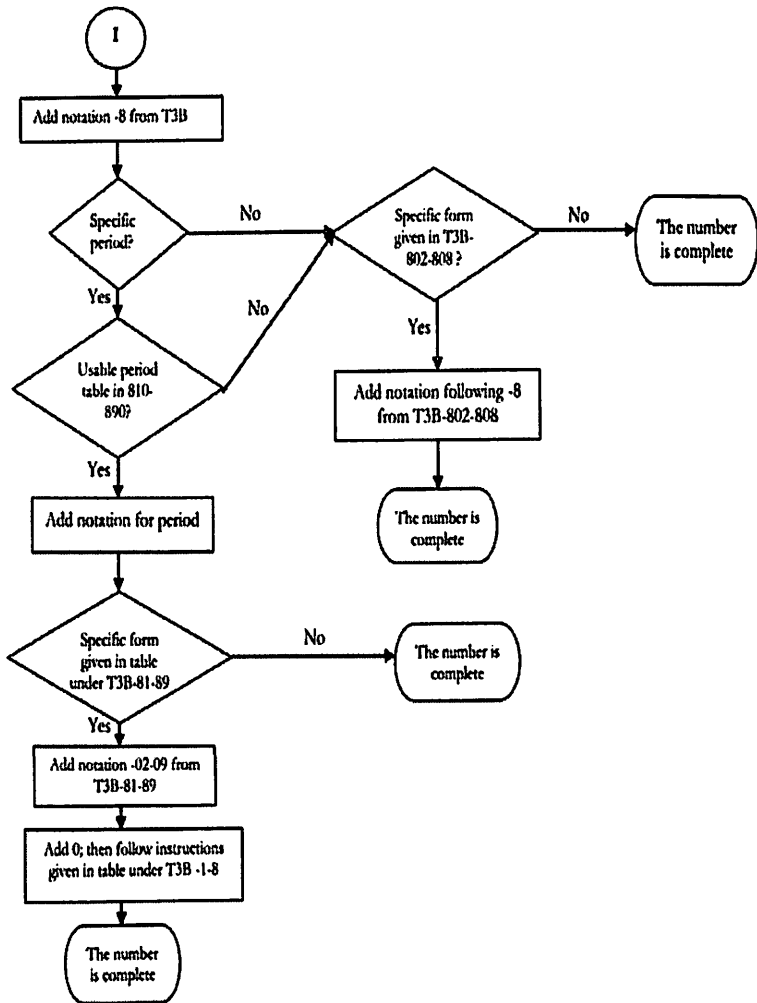 I
Add notation -8 from T3B
Specific
period?
No
Specific form
given in T3B-
802-808 ?
No
The number
is complete
Yes
No
Yes
Usable period
table in 810-
890?
Add notation following -8
from T3B-802-808
Yes
Add notation for period
The number is
complete
Specific form
given in table
under T3B-81-89
No
The number is
complete
Yes
Add notation -02-09 from
T3B-81-89
Add 0; then follow instructions
given in table under T3B -1-8
The number
is complete